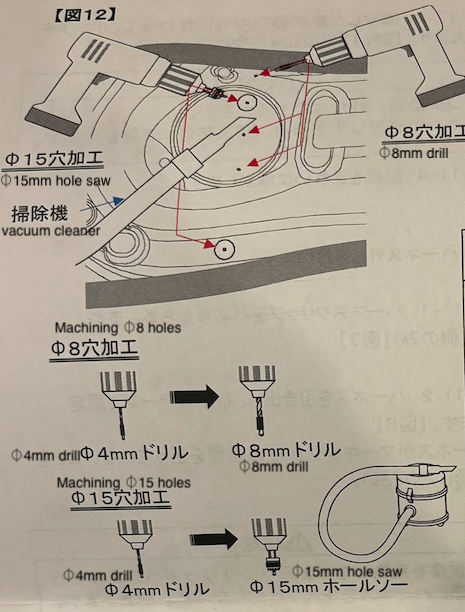 【図12】
Φ15穴加工
Φ15mm hole saw
Φ8穴加工
Φ8mm drill
掃除機
vacuum cleaner
Machining Φ8 holes
Φ8穴加工
Φ4mm drill Φ4mmドリル
Φ8mmドリル
Φ8mm drill
Machining Φ15 holes
Φ15穴加工
Φ4mm drill
Φ4mmドリル
Φ15mm hole saw
Φ15mmホールソー